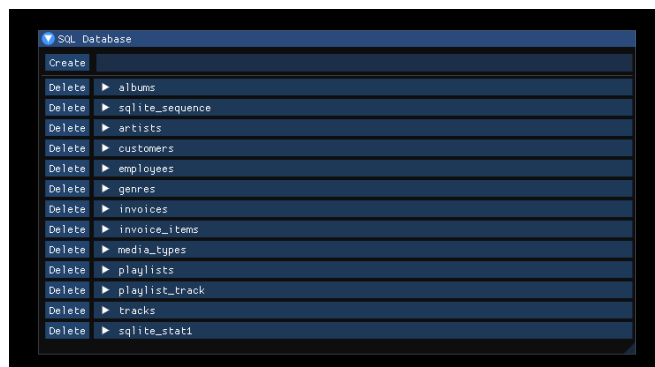 SQL Database
Create
Delete albums
Delete sqlite_sequence
Delete artists
Delete customers
Delete employees
Delete genres
Delete invoices
Delete invoice_items
Delete media_types
Delete playlists
Delete playlist_track
Delete tracks
Delete sqlite_stat1